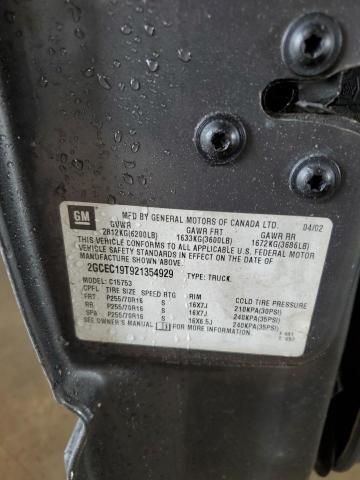 GM
MFD BY GENERAL MOTORS OF CANADA LTD. 04/02
GVWR GAWR FRT GAWR RR
2812KG(6200LB) 1633KG(3600LB) 1672KG(3686LB)
THIS VEHICLE CONFORMS TO ALL APPLICABLE U.S. FEDERAL MOTOR
VEHICLE SAFETY AND THEFT PREVENTION STANDARDS IN EFFECT ON THE DATE OF
MANUFACTURE SHOWN ABOVE.
2GCEC19T921354929 TYPE: TRUCK
MODEL: C15753
CPFL TIRE SIZE SPEED RTG RIM COLD TIRE PRESSURE
FRT P255/70R16 S 16X7J 210KPA(30PSI)
RR P255/70R16 S 16X7J 240KPA(35PSI)
SPA P255/70R16 S 16X6.5J 240KPA(35PSI)
SEE OWNER'S MANUAL FOR MORE INFORMATION.